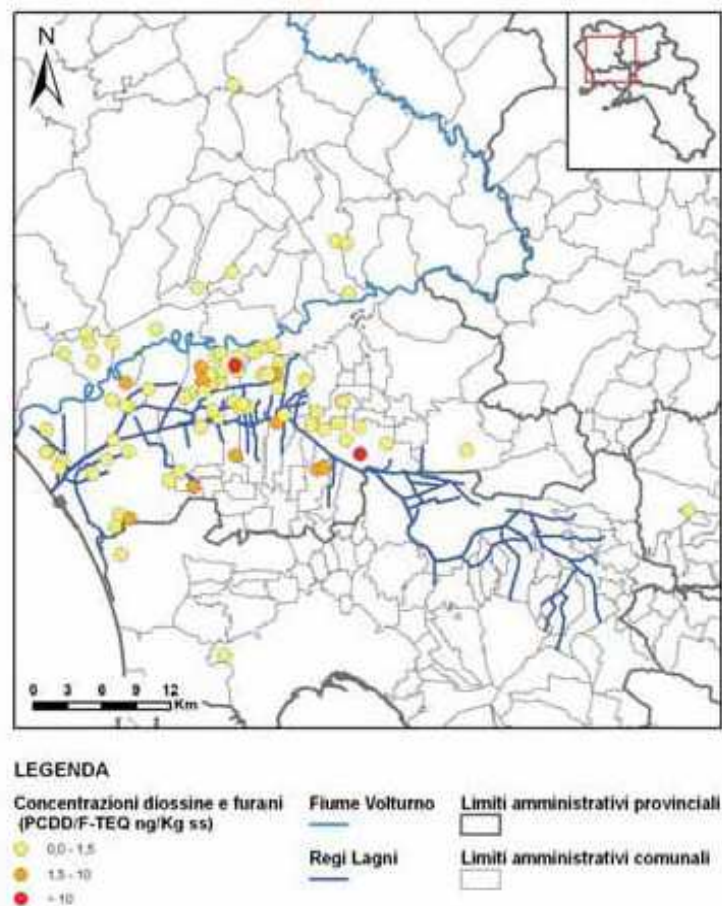 N
0 3 6 9 12
Km
LEGENDA
Concentrazioni diossine e furani
(PCDD/F-TEQ ng/Kg ss)
0,0 - 1,5
1,5 - 10
> 10
Fiume Volturno
Regi Lagni
Limiti amministrativi provinciali
Limiti amministrativi comunali